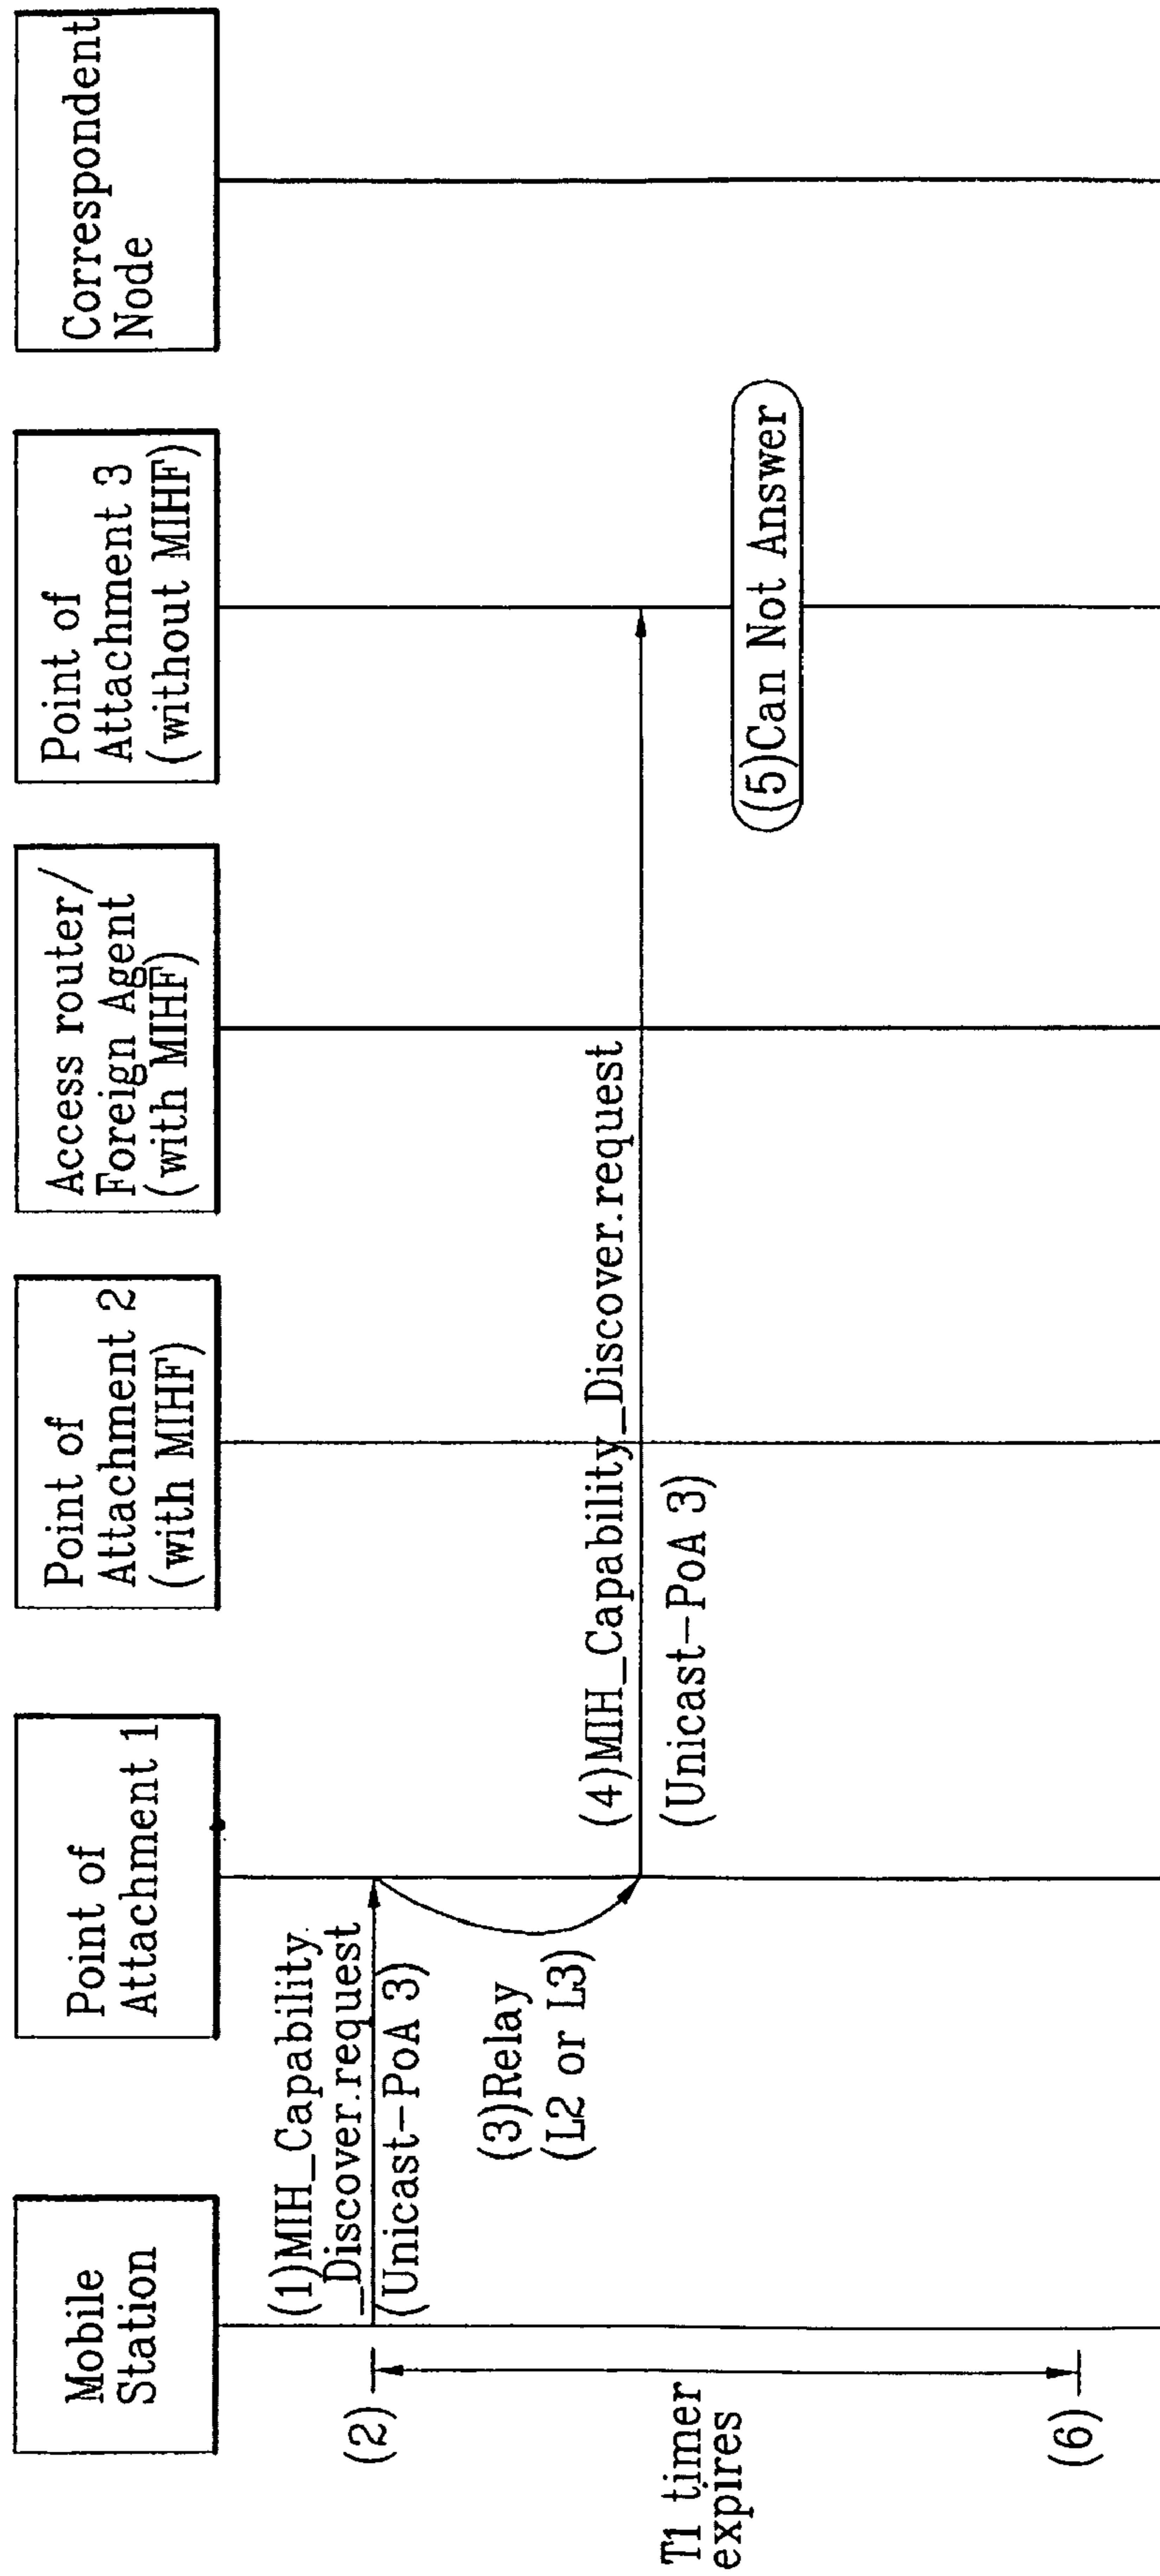 Mobile
Station
Point of
Attachment 1
Point of
Attachment 2
(with MIHF)
Access router/
Foreign Agent
(with MIHF)
Point of
Attachment 3
(without MIHF)
Correspondent
Node
(1)MIH_Capability
_Discover.request
(Unicast-PoA 3)
(2)
(3)Relay
(L2 or L3)
(4)MIH_Capability_Discover.request
(Unicast-PoA 3)
T1 timer
expires
(5)Can Not Answer
(6)